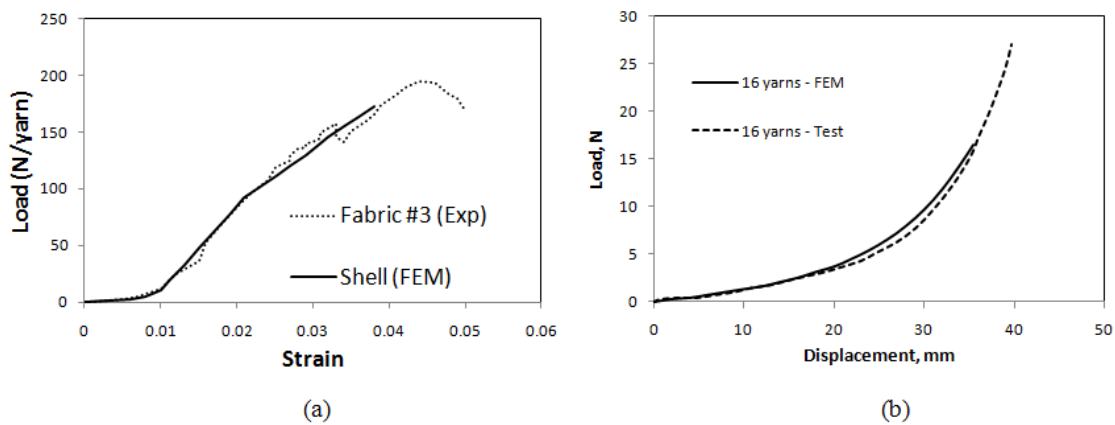 250
200
150
100
50
0
Load (N/yarn)
Fabric #3 (Exp)
Shell (FEM)
0 0.01 0.02 0.03 0.04 0.05 0.06
Strain
(a)
30
25
20
15
10
5
0
Load, N
16 yarns - FEM
16 yarns - Test
0 10 20 30 40 50
Displacement, mm
(b)